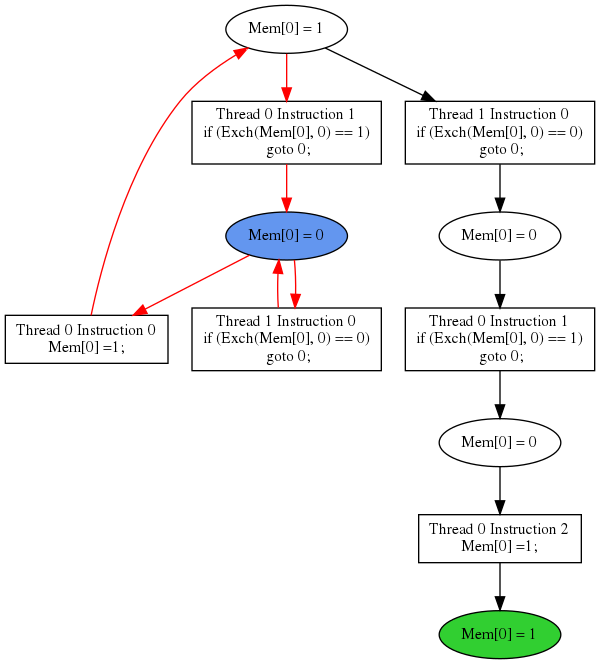 Mem[0] = 1
Thread 0 Instruction 1
if (Exch(Mem[0], 0) == 1)
goto 0;
Thread 1 Instruction 0
if (Exch(Mem[0], 0) == 0)
goto 0;
Mem[0] = 0
Mem[0] = 0
Thread 0 Instruction 0
Mem[0] =1;
Thread 1 Instruction 0
if (Exch(Mem[0], 0) == 0)
goto 0;
Thread 0 Instruction 1
if (Exch(Mem[0], 0) == 1)
goto 0;
Mem[0] = 0
Thread 0 Instruction 2
Mem[0] =1;
Mem[0] = 1